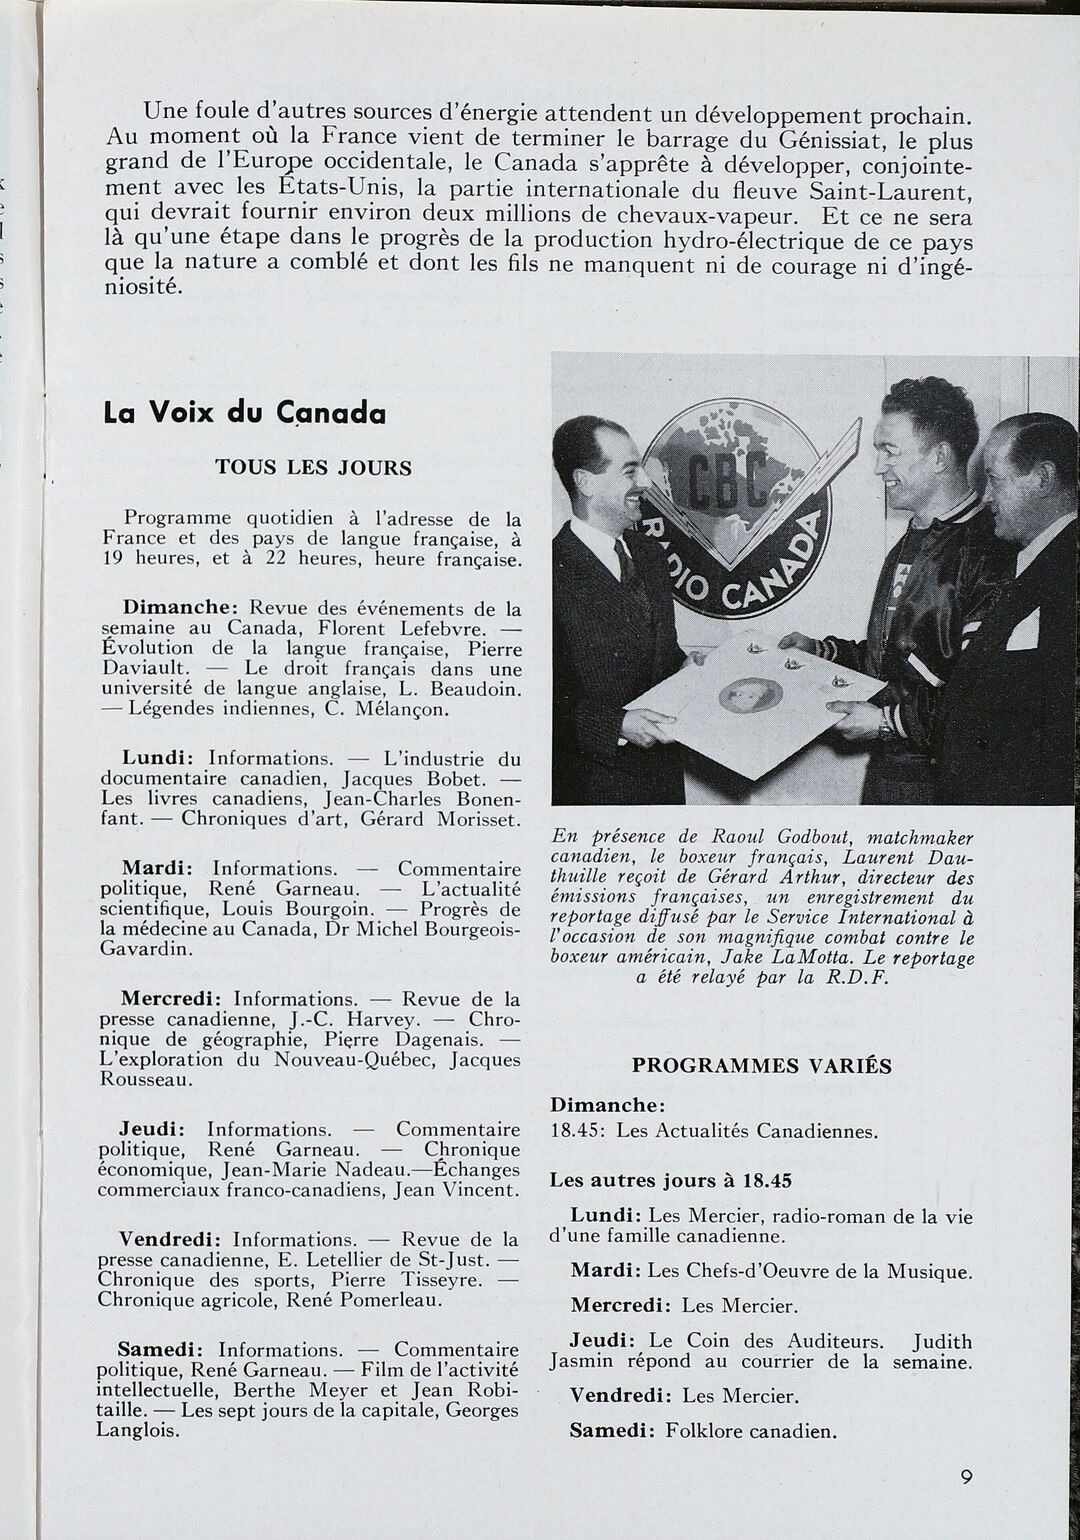 Une foule d'autres sources d'énergie attendent un développement prochain.
Au moment où la France vient de terminer le barrage du Génissiat, le plus
grand de l'Europe occidentale, le Canada s'apprête à développer, conjointe-
ment avec les États-Unis, la partie internationale du fleuve Saint-Laurent,
qui devrait fournir environ deux millions de chevaux-vapeur. Et ce ne sera
là qu'une étape dans le progrès de la production hydro-électrique de ce pays
que la nature a comblé et dont les fils ne manquent ni de courage ni d'ingé-
niosité.
La Voix du Canada
TOUS LES JOURS
Programme quotidien à l'adresse de la
France et des pays de langue française, à
19 heures, et à 22 heures, heure française.
Dimanche: Revue des événements de la
semaine au Canada, Florent Lefebvre. —
Évolution de la langue française, Pierre
Daviault. — Le droit français dans une
université de langue anglaise, L. Beaudoin.
— Légendes indiennes, C. Mélançon.
Lundi: Informations. — L'industrie du
documentaire canadien, Jacques Bobet. —
Les livres canadiens, Jean-Charles Bonen-
fant. — Chroniques d'art, Gérard Morisset.
Mardi: Informations. — Commentaire
politique, René Garneau. — L'actualité
scientifique, Louis Bourgoin. — Progrès de
la médecine au Canada, Dr Michel Bourgeois-
Gavardin.
Mercredi: Informations. — Revue de la
presse canadienne, J.-C. Harvey. — Chro-
nique de géographie, Pierre Dagenais. —
L'exploration du Nouveau-Québec, Jacques
Rousseau.
Jeudi: Informations. — Commentaire
politique, René Garneau. — Chronique
économique, Jean-Marie Nadeau.—Échanges
commerciaux franco-canadiens, Jean Vincent.
Vendredi: Informations. — Revue de la
presse canadienne, E. Letellier de St-Just. —
Chronique des sports, Pierre Tisseyre. —
Chronique agricole, René Pomerleau.
Samedi: Informations. — Commentaire
politique, René Garneau. — Film de l'activité
intellectuelle, Berthe Meyer et Jean Robi-
taille. — Les sept jours de la capitale, Georges
Langlois.
CBC
RADIO CANADA
En présence de Raoul Godbout, matchmaker
canadien, le boxeur français, Laurent Dau-
thuille reçoit de Gérard Arthur, directeur des
émissions françaises, un enregistrement du
reportage diffusé par le Service International à
l'occasion de son magnifique combat contre le
boxeur américain, Jake LaMotta. Le reportage
a été relayé par la R.D.F.
PROGRAMMES VARIÉS
Dimanche:
18.45: Les Actualités Canadiennes.
Les autres jours à 18.45
Lundi: Les Mercier, radio-roman de la vie
d'une famille canadienne.
Mardi: Les Chefs-d'Oeuvre de la Musique.
Mercredi: Les Mercier.
Jeudi: Le Coin des Auditeurs. Judith
Jasmin répond au courrier de la semaine.
Vendredi: Les Mercier.
Samedi: Folklore canadien.
9